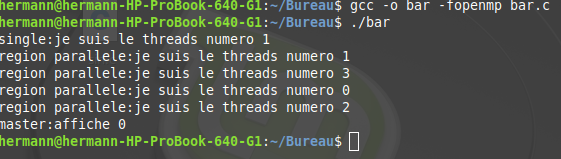 hermann@hermann-HP-ProBook-640-G1:~/Bureau$ gcc -o bar -fopenmp bar.c
hermann@hermann-HP-ProBook-640-G1:~/Bureau$ ./bar
single:je suis le threads numero 1
region parallele:je suis le threads numero 1
region parallele:je suis le threads numero 3
region parallele:je suis le threads numero 0
region parallele:je suis le threads numero 2
master:affiche 0
hermann@hermann-HP-ProBook-640-G1:~/Bureau$